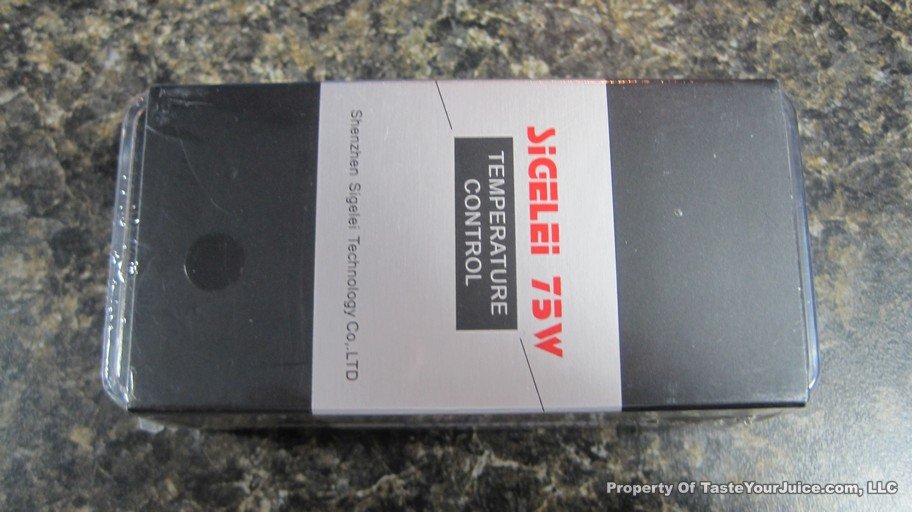 SIGELEI 75W
TEMPERATURE
CONTROL
Shenzhen Sigelei Technology Co,.LTD
Property Of TasteYourJuice.com, LLC